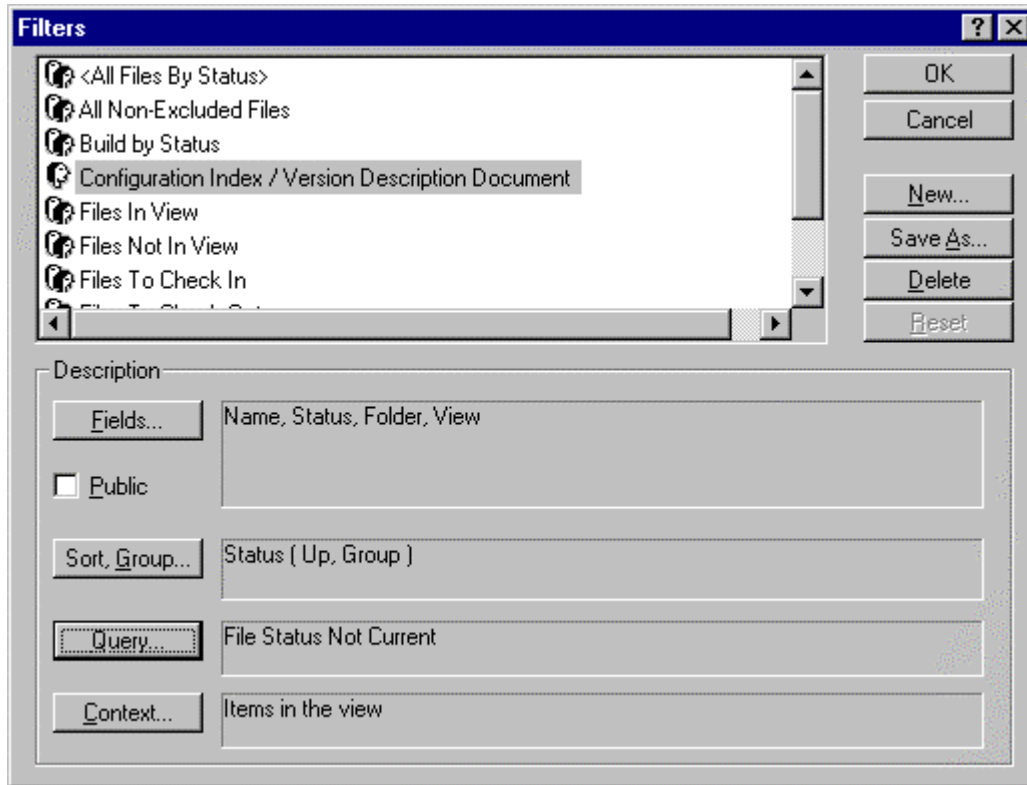 Filters
<All Files By Status>
All Non-Excluded Files
Build by Status
Configuration Index / Version Description Document
Files In View
Files Not In View
Files To Check In
OK
Cancel
New...
Save As...
Delete
Reset
Description
Fields...
Name, Status, Folder, View
Public
Sort, Group...
Status ( Up, Group )
Query...
File Status Not Current
Context...
Items in the view